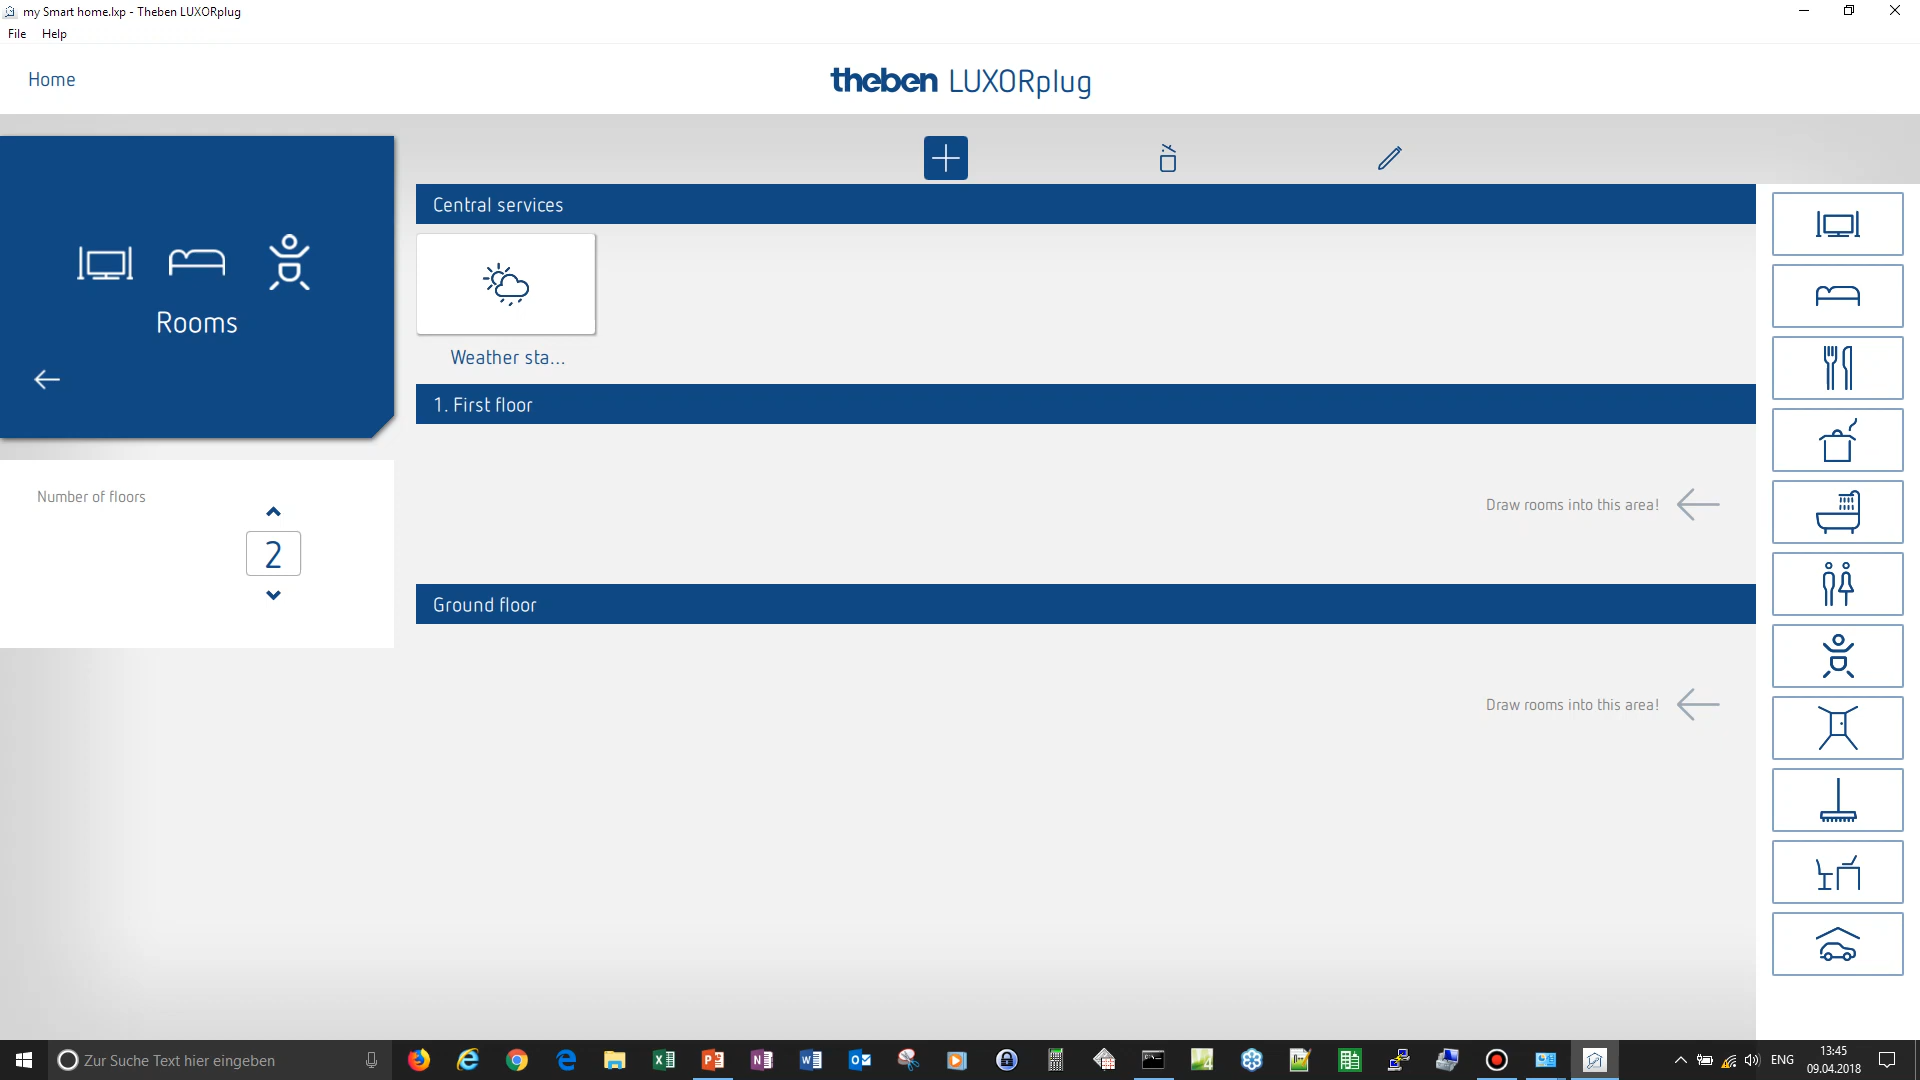 my Smart home.lxp - Theben LUXORplug
File Help
Home
theben LUXORplug
Rooms
Central services
Weather sta...
1. First floor
Number of floors
2
Draw rooms into this area!
Ground floor
Draw rooms into this area!
Zur Suche Text hier eingeben
ENG
13:45
09.04.2018